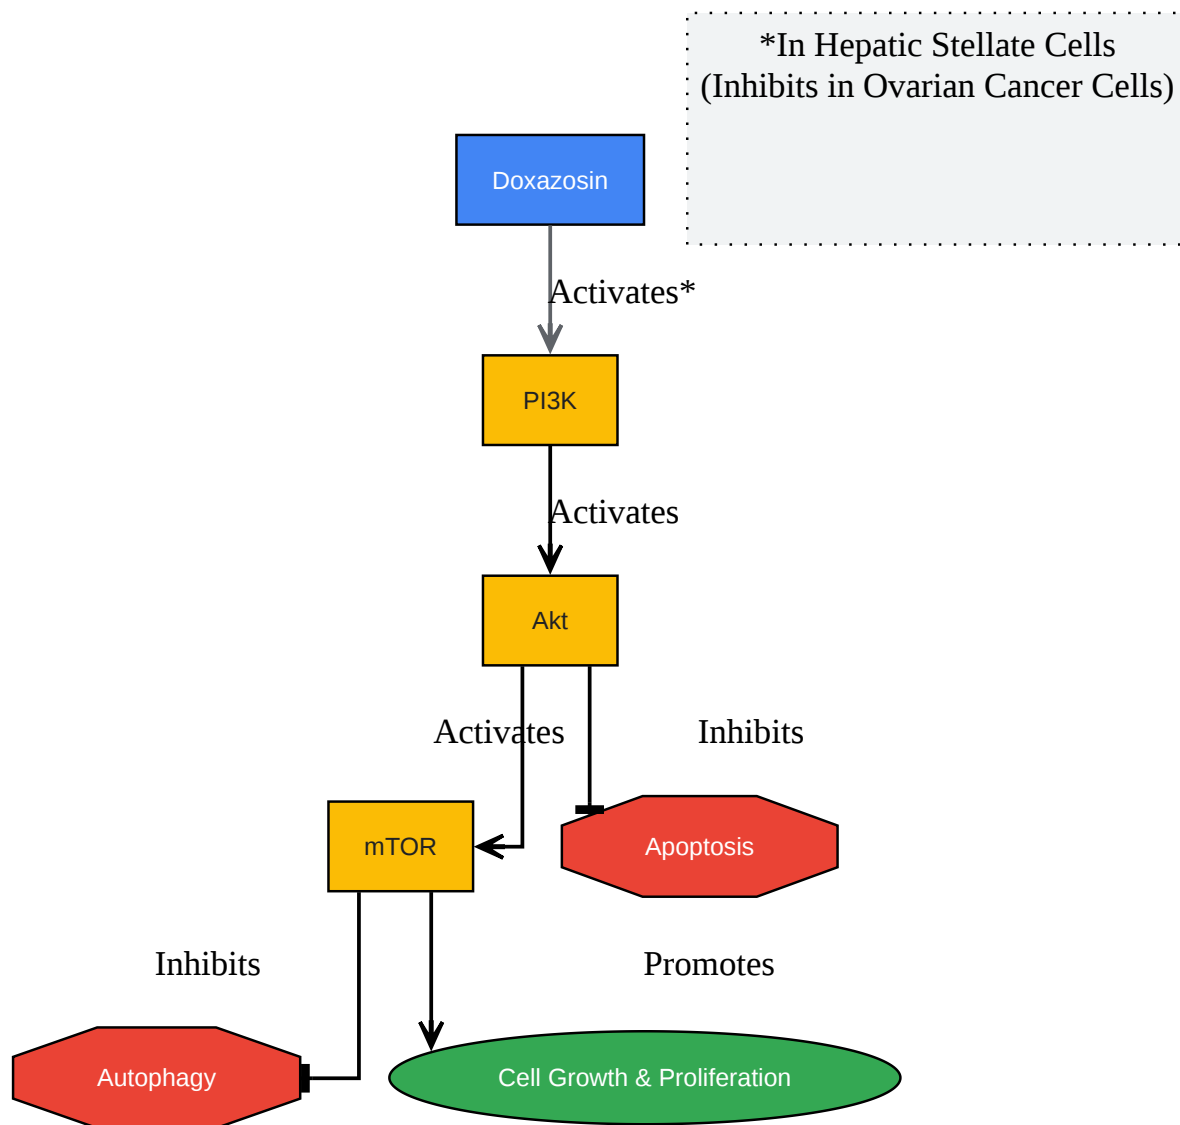 *In Hepatic Stellate Cells
(Inhibits in Ovarian Cancer Cells)
Doxazosin
Activates*
PI3K
Activates
Akt
Activates
Inhibits
mTOR
Apoptosis
Inhibits
Promotes
Autophagy
Cell Growth & Proliferation